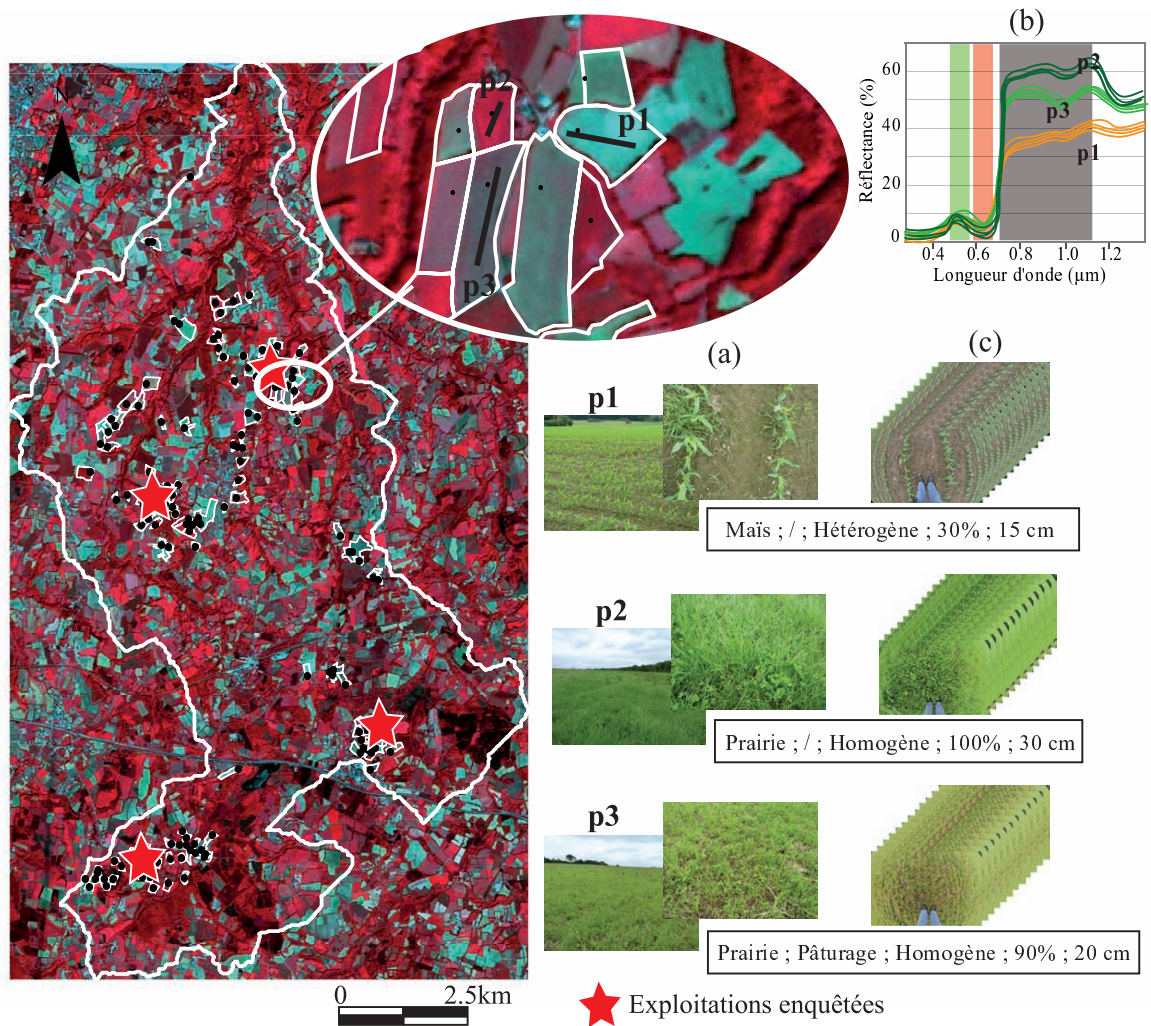 (b)
60
40
20
0
Réflectance (%)
p2
p3
p1
0.4 0.6 0.8 1.0 1.2
Longueur d'onde (µm)
N
p2
p1
p3
(a)
(c)
p1
Maïs ; / ; Hétérogène ; 30% ; 15 cm
p2
Prairie ; / ; Homogène ; 100% ; 30 cm
p3
Prairie ; Pâturage ; Homogène ; 90% ; 20 cm
0 2.5km
Exploitations enquêtées